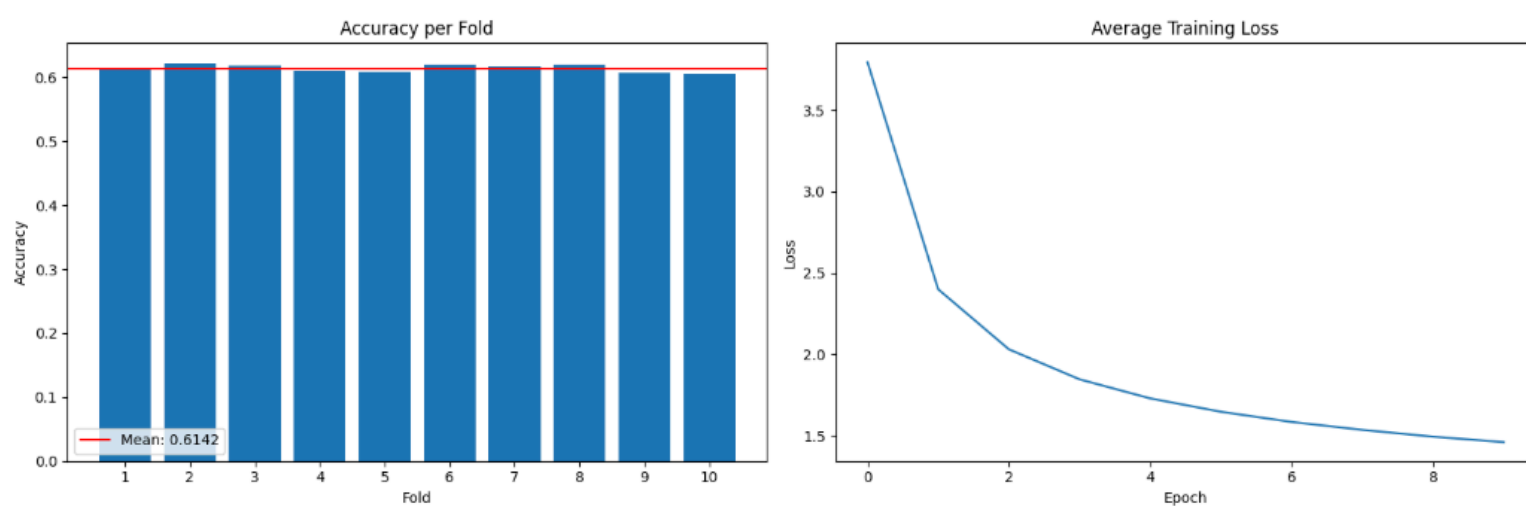 Accuracy per Fold
0.6
0.5
0.4
0.3
0.2
0.1
0.0
Accuracy
Mean: 0.6142
1 2 3 4 5 6 7 8 9 10
Fold
Average Training Loss
3.5
3.0
2.5
2.0
1.5
Loss
0 2 4 6 8
Epoch